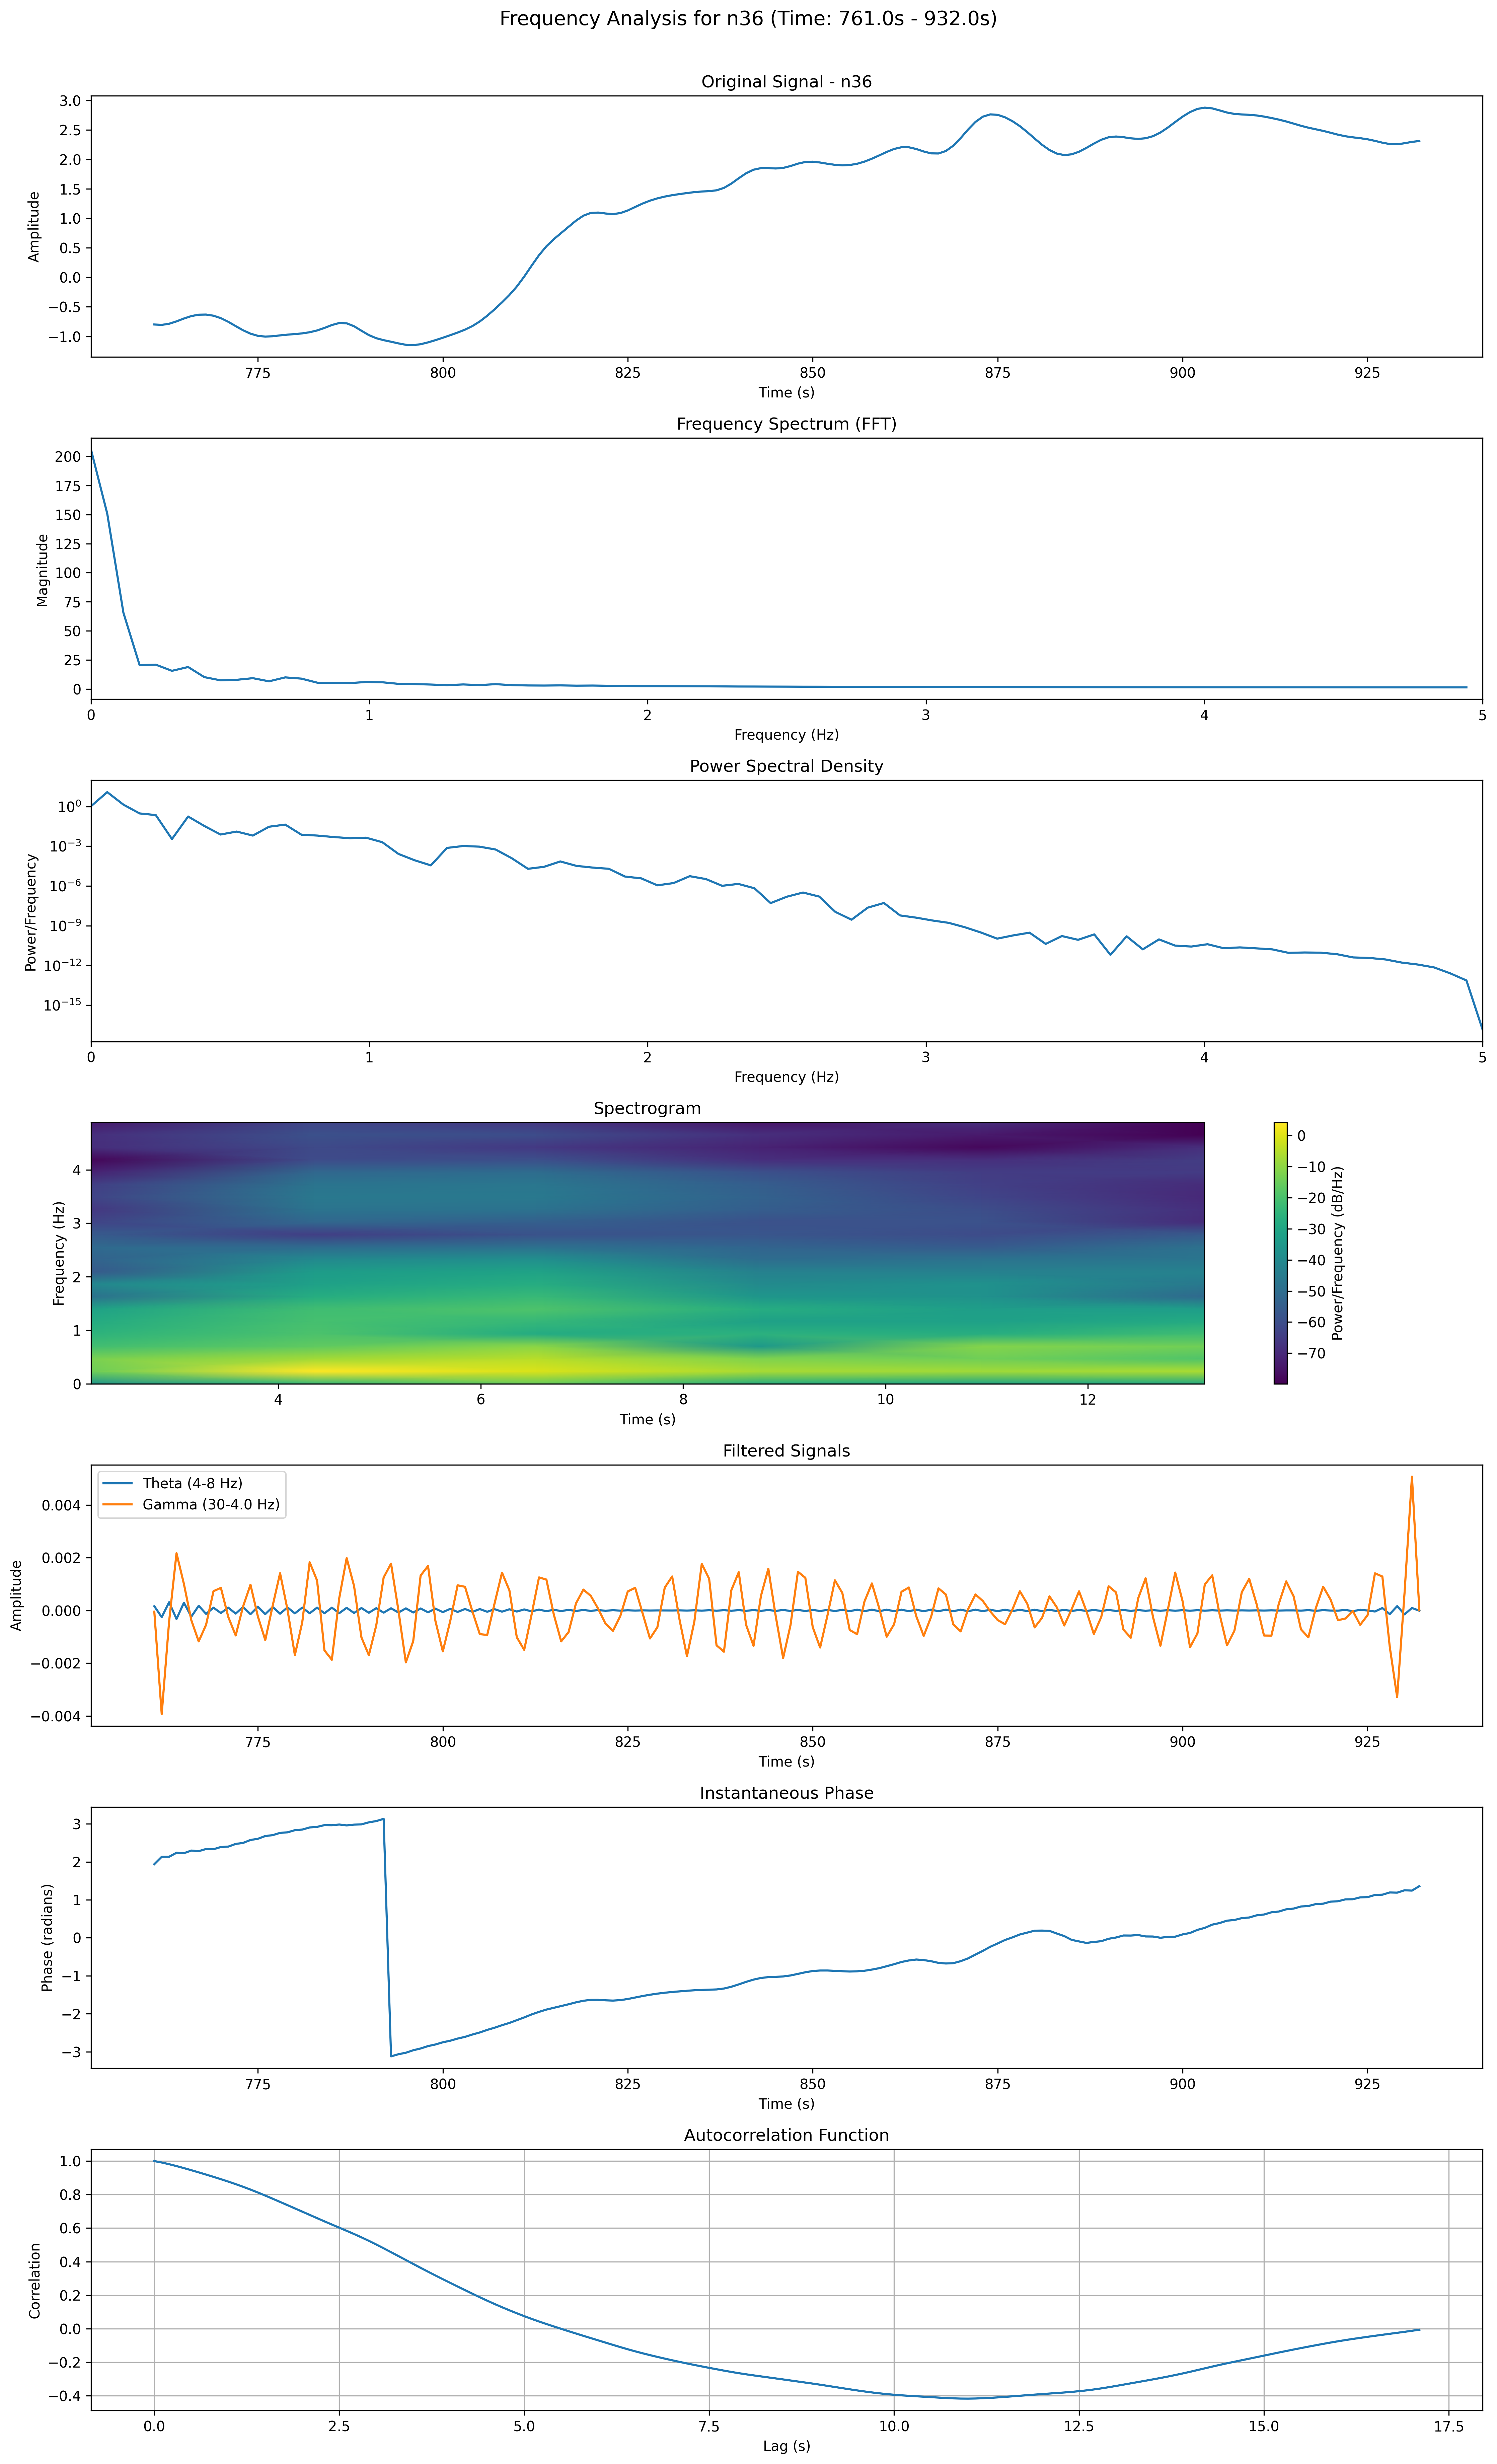 Frequency Analysis for n36 (Time: 761.0s - 932.0s)
Original Signal - n36
3.0
2.5
2.0
1.5
1.0
0.5
0.0
−0.5
−1.0
Amplitude
775 800 825 850 875 900 925
Time (s)
Frequency Spectrum (FFT)
200
175
150
125
100
75
50
25
0
Magnitude
0 1 2 3 4 5
Frequency (Hz)
Power Spectral Density
10⁰
10⁻³
10⁻⁶
10⁻⁹
10⁻¹²
10⁻¹⁵
Power/Frequency
0 1 2 3 4 5
Frequency (Hz)
Spectrogram
4
3
2
1
0
Frequency (Hz)
4 6 8 10 12
Time (s)
0
−10
−20
−30
−40
−50
−60
−70
Power/Frequency (dB/Hz)
Filtered Signals
Theta (4-8 Hz)
Gamma (30-4.0 Hz)
0.004
0.002
0.000
−0.002
−0.004
Amplitude
775 800 825 850 875 900 925
Time (s)
Instantaneous Phase
3
2
1
0
−1
−2
−3
Phase (radians)
775 800 825 850 875 900 925
Time (s)
Autocorrelation Function
1.0
0.8
0.6
0.4
0.2
0.0
−0.2
−0.4
Correlation
0.0 2.5 5.0 7.5 10.0 12.5 15.0 17.5
Lag (s)